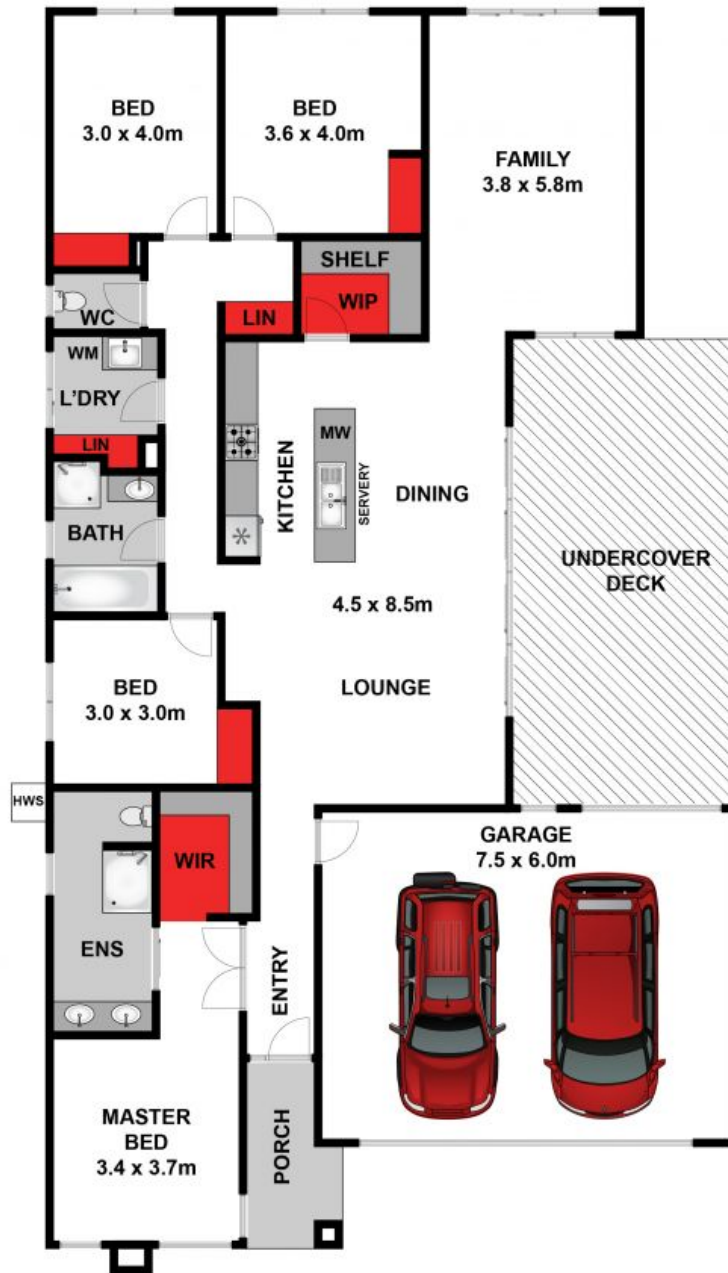 BED
3.0 x 4.0m
BED
3.6 x 4.0m
FAMILY
3.8 x 5.8m
SHELF
WIP
LIN
WC
WM
L'DRY
LIN
BATH
KITCHEN
MW
SERVERY
DINING
UNDERCOVER
DECK
4.5 x 8.5m
LOUNGE
BED
3.0 x 3.0m
HWS
WIR
GARAGE
7.5 x 6.0m
ENS
ENTRY
MASTER
BED
3.4 x 3.7m
PORCH